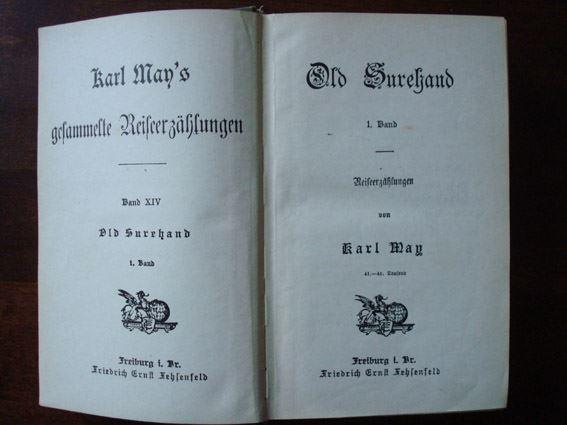 Karl May's
gesammelte Reiseerzählungen
Band XIV
Old Surehand
1. Band
Freiburg i. Br.
Friedrich Ernst Fehsenfeld
Old Surehand
1. Band
Reiseerzählungen
von
Karl May
Tausend
Freiburg i. Br.
Friedrich Ernst Fehsenfeld